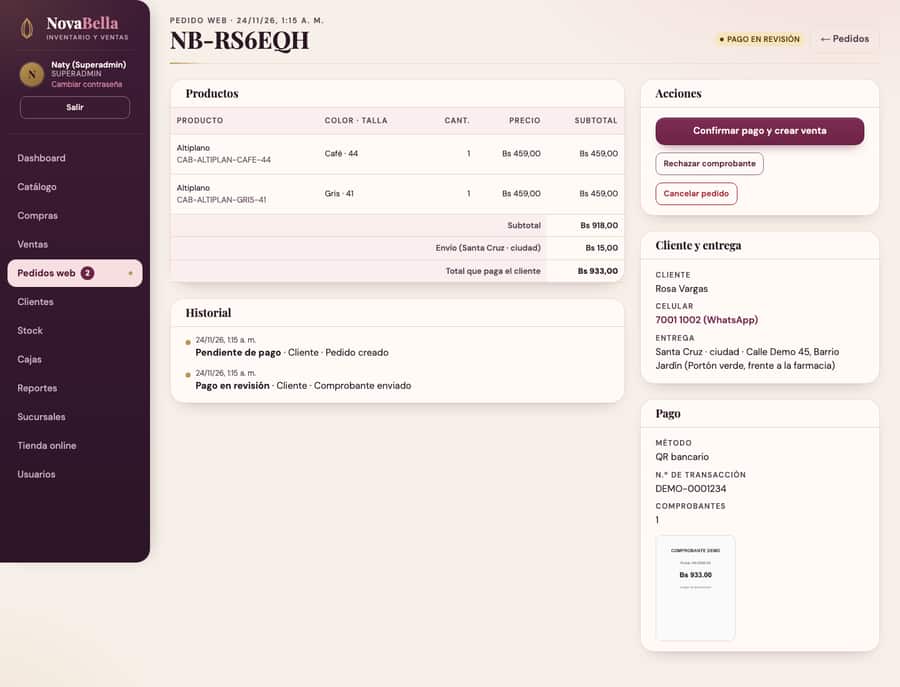 NovaBella
INVENTARIO Y VENTAS
N
Naty (Superadmin)
SUPERADMIN
Cambiar contraseña
Salir
Dashboard
Catálogo
Compras
Ventas
Pedidos web 2
Clientes
Stock
Cajas
Reportes
Sucursales
Tienda online
Usuarios
PEDIDO WEB · 24/11/26, 1:15 A. M.
NB-RS6EQH
PAGO EN REVISIÓN
← Pedidos
Productos
PRODUCTO COLOR · TALLA CANT. PRECIO SUBTOTAL
Altiplano
CAB-ALTIPLAN-CAFE-44
Café · 44 1 Bs 459,00 Bs 459,00
Altiplano
CAB-ALTIPLAN-GRIS-41
Gris · 41 1 Bs 459,00 Bs 459,00
Subtotal Bs 918,00
Envío (Santa Cruz · ciudad) Bs 15,00
Total que paga el cliente Bs 933,00
Historial
24/11/26, 1:15 a. m.
Pendiente de pago · Cliente · Pedido creado
24/11/26, 1:15 a. m.
Pago en revisión · Cliente · Comprobante enviado
Acciones
Confirmar pago y crear venta
Rechazar comprobante
Cancelar pedido
Cliente y entrega
CLIENTE
Rosa Vargas
CELULAR
7001 1002 (WhatsApp)
ENTREGA
Santa Cruz · ciudad · Calle Demo 45, Barrio
Jardín (Portón verde, frente a la farmacia)
Pago
MÉTODO
QR bancario
N.º DE TRANSACCIÓN
DEMO-0001234
COMPROBANTES
1
COMPROBANTE DEMO
Bs 933.00